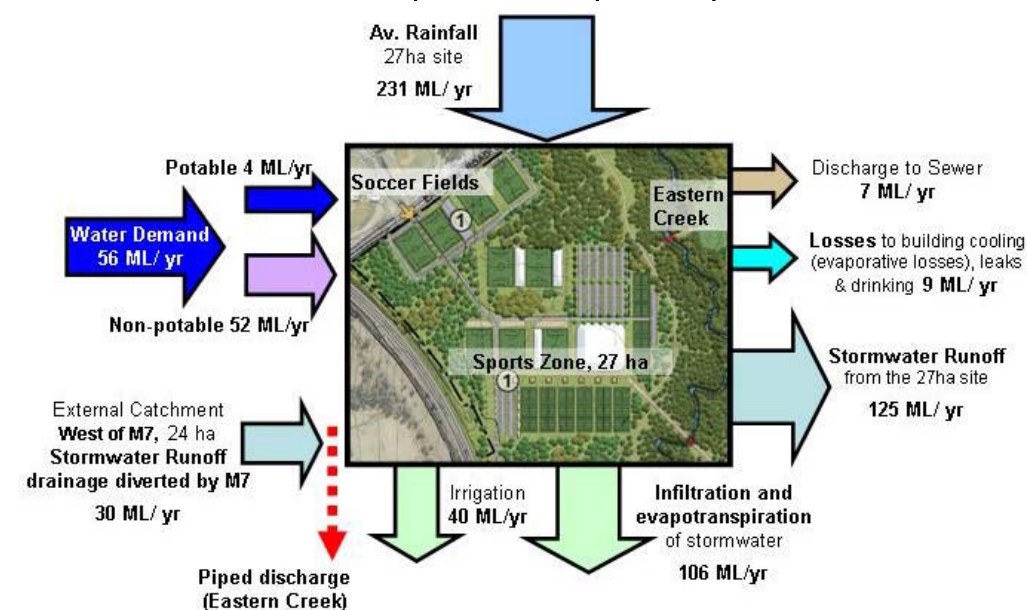 Av. Rainfall
27ha site
231 ML/ yr
Potable 4 ML/yr
Water Demand
56 ML/ yr
Non-potable 52 ML/yr
External Catchment
West of M7, 24 ha
Stormwater Runoff
drainage diverted by M7
30 ML/ yr
Piped discharge
(Eastern Creek)
ROAD
Soccer Fields
1
Eastern
Creek
Sports Zone, 27 ha
1
Discharge to Sewer
7 ML/ yr
Losses to building cooling
(evaporative losses), leaks
& drinking 9 ML/ yr
Stormwater Runoff
from the 27ha site
125 ML/ yr
Irrigation
40 ML/yr
Infiltration and
evapotranspiration
of stormwater
106 ML/yr